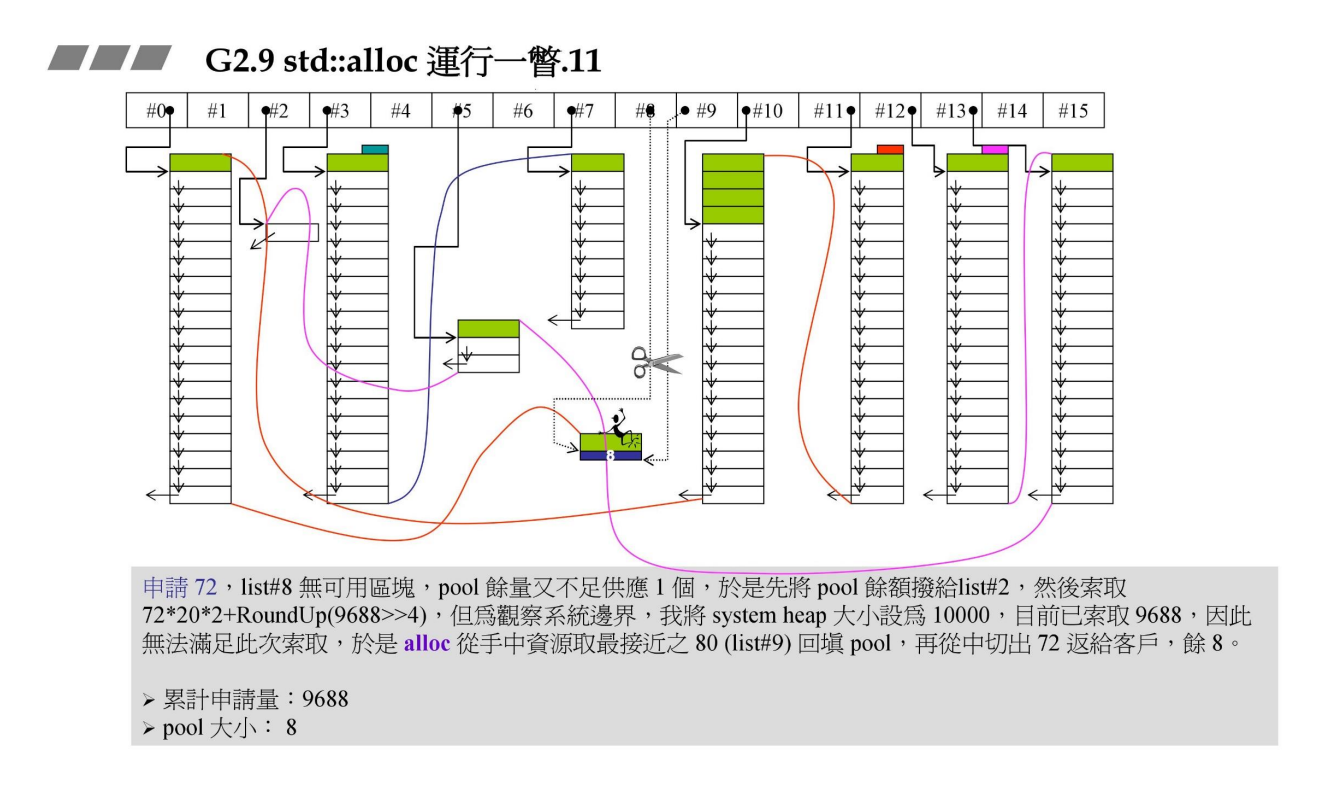 G2.9 std::alloc 運行一瞥.11
#0 #1 #2 #3 #4 #5 #6 #7 #8 #9 #10 #11 #12 #13 #14 #15
8
申請 72，list#8 無可用區塊，pool 餘量又不足供應 1 個，於是先將 pool 餘額撥給list#2，然後索取
72*20*2+RoundUp(9688>>4)，但為觀察系統邊界，我將 system heap 大小設為 10000，目前已索取 9688，因此
無法滿足此次索取，於是 alloc 從手中資源取最接近之 80 (list#9) 回填 pool，再從中切出 72 返給客戶，餘 8。
➢ 累計申請量：9688
➢ pool 大小： 8